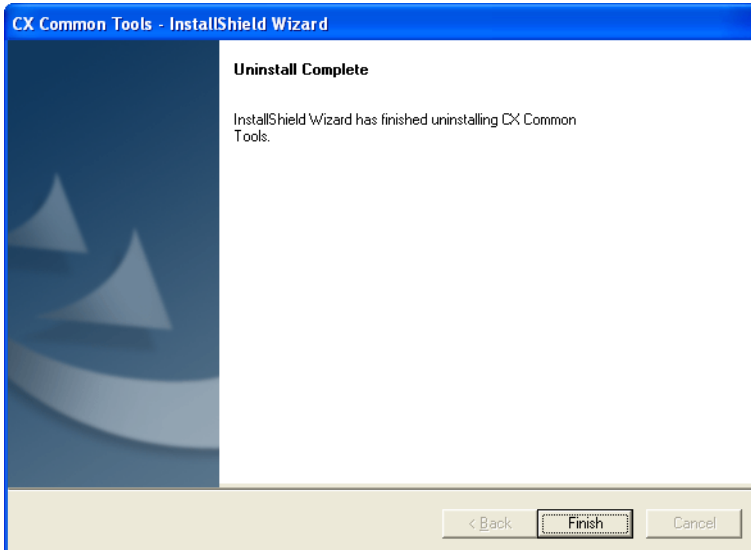 CX Common Tools - InstallShield Wizard
Uninstall Complete
InstallShield Wizard has finished uninstalling CX Common
Tools.
< Back
Finish
Cancel